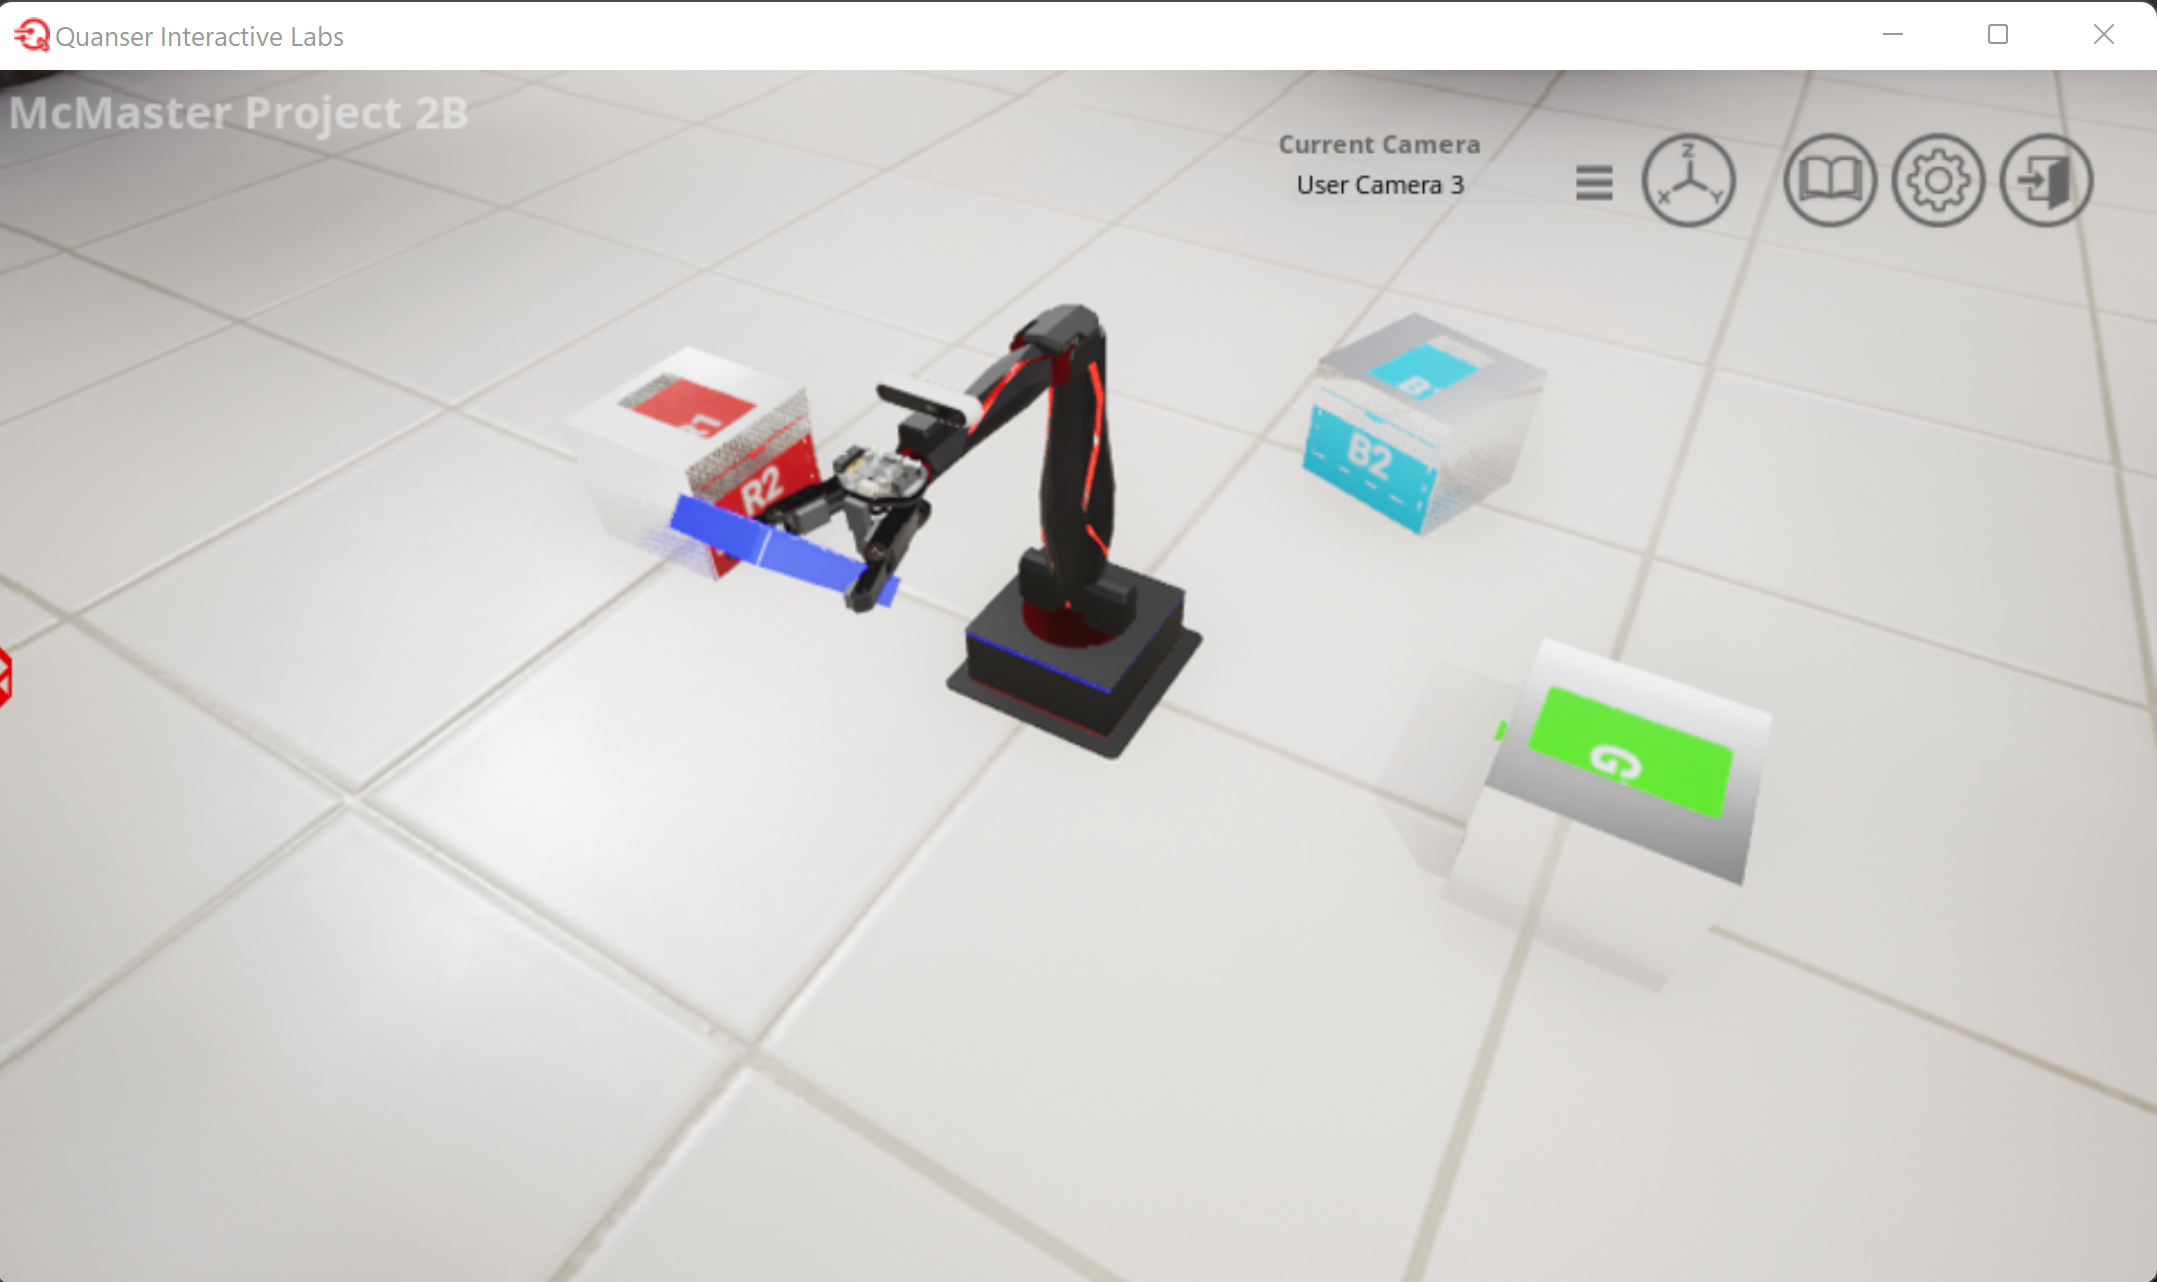 Quanser Interactive Labs
McMaster Project 2B
Current Camera
User Camera 3
Z
X
Y
R2
B2
G